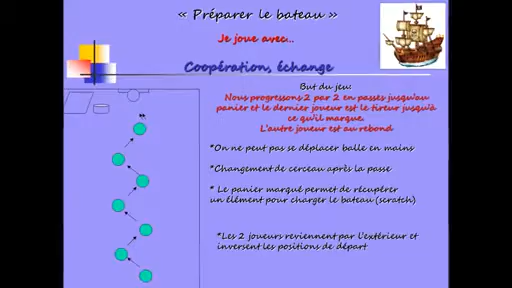 « Préparer le bateau »
Je joue avec...
Coopération, échange
But du jeu:
Nous progressons 2 par 2 en passes jusqu'au
panier et le dernier joueur est le tireur jusqu'à
ce qu'il marque.
L'autre joueur est au rebond
*On ne peut pas se déplacer balle en mains
*Changement de cerceau après la passe
* Le panier marqué permet de récupérer
un élément pour charger le bateau (scratch)
*Les 2 joueurs reviennent par l'extérieur et
inversent les positions de départ